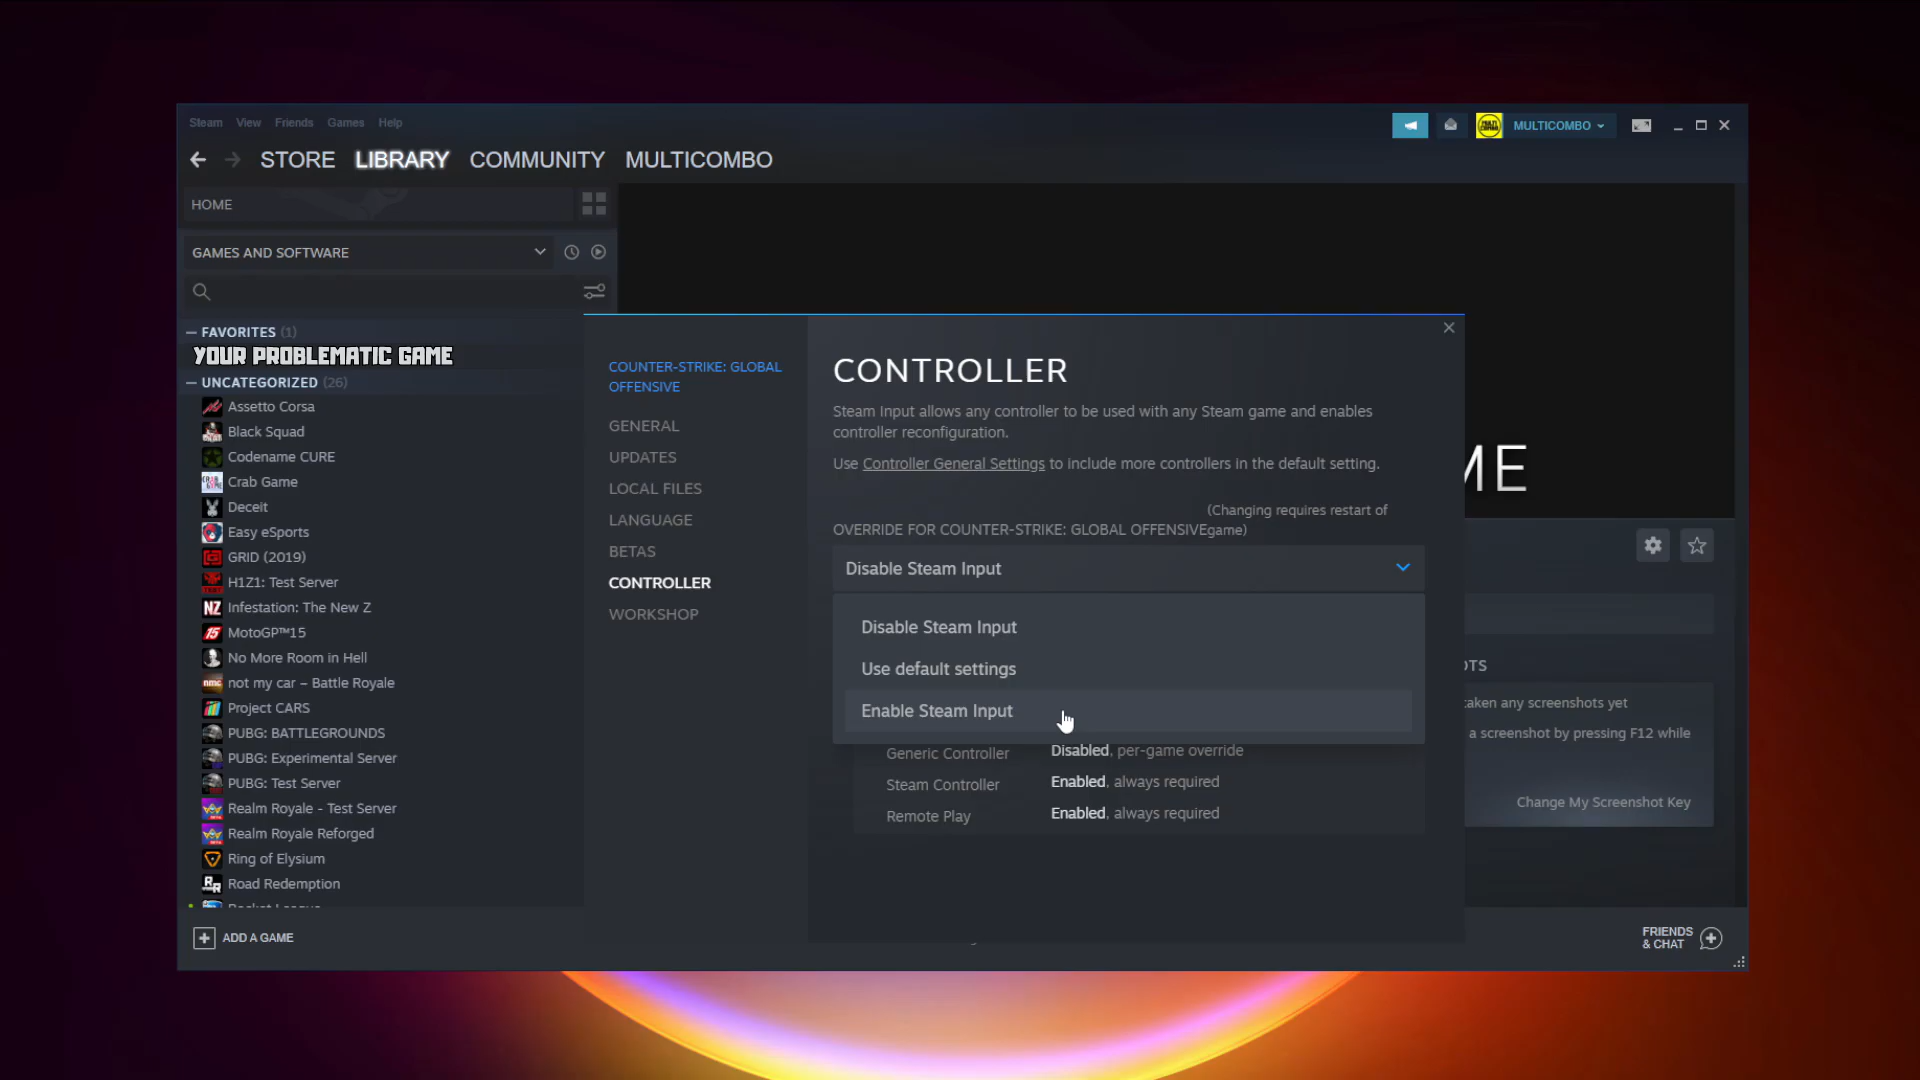 Steam View Friends Games Help
MULTICOMBO
STORE LIBRARY COMMUNITY MULTICOMBO
HOME
GAMES AND SOFTWARE
FAVORITES (1)
YOUR PROBLEMATIC GAME
UNCATEGORIZED (26)
Assetto Corsa
Black Squad
Codename CURE
Crab Game
Deceit
Easy eSports
GRID (2019)
H1Z1: Test Server
Infestation: The New Z
MotoGP™15
No More Room in Hell
not my car – Battle Royale
Project CARS
PUBG: BATTLEGROUNDS
PUBG: Experimental Server
PUBG: Test Server
Realm Royale - Test Server
Realm Royale Reforged
Ring of Elysium
Road Redemption
Rocket League
ADD A GAME
COUNTER-STRIKE: GLOBAL
OFFENSIVE
GENERAL
UPDATES
LOCAL FILES
LANGUAGE
BETAS
CONTROLLER
WORKSHOP
CONTROLLER
Steam Input allows any controller to be used with any Steam game and enables
controller reconfiguration.
Use Controller General Settings to include more controllers in the default setting.
(Changing requires restart of
OVERRIDE FOR COUNTER-STRIKE: GLOBAL OFFENSIVEgame)
Disable Steam Input
Disable Steam Input
Use default settings
Enable Steam Input
Generic Controller Disabled, per-game override
Steam Controller Enabled, always required
Remote Play Enabled, always required
ME
OTS
taken any screenshots yet
a screenshot by pressing F12 while
Change My Screenshot Key
FRIENDS
& CHAT